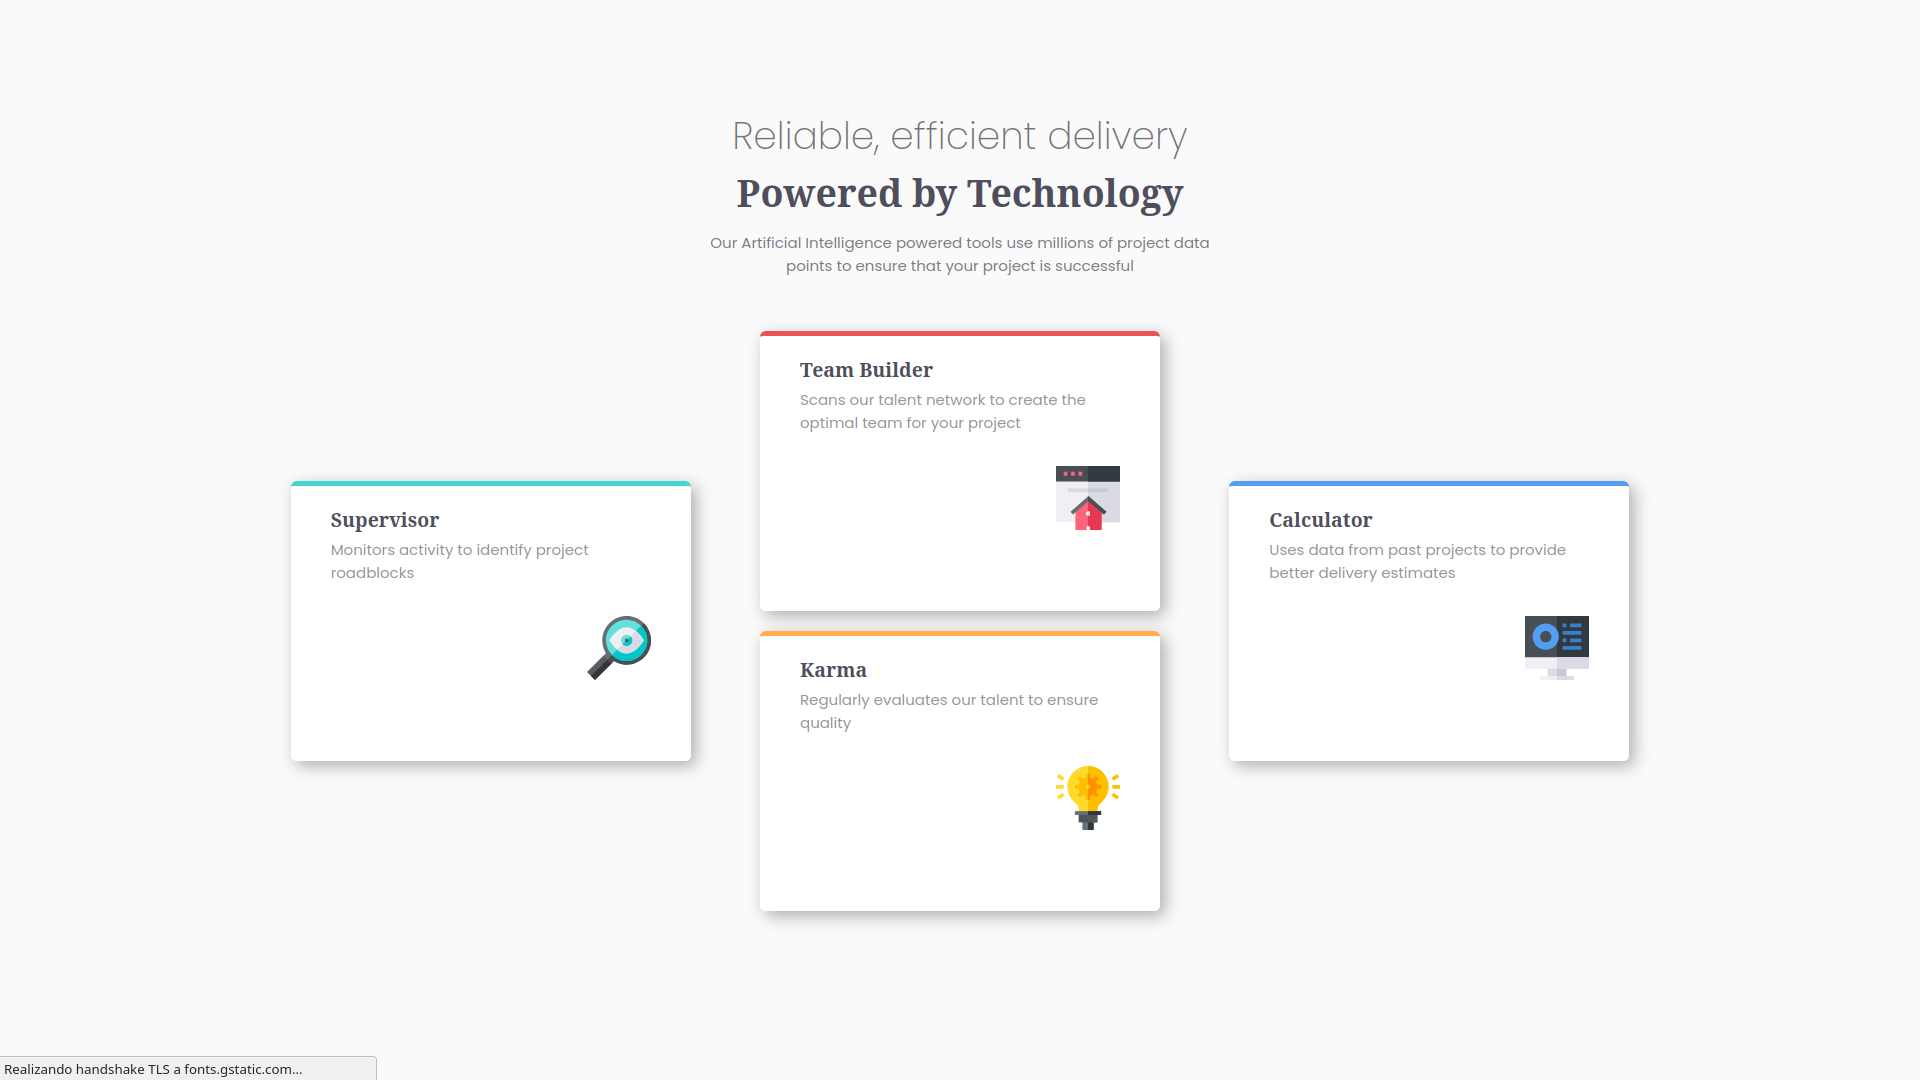 Reliable, efficient delivery
Powered by Technology
Our Artificial Intelligence powered tools use millions of project data
points to ensure that your project is successful
Team Builder
Scans our talent network to create the
optimal team for your project
Supervisor
Monitors activity to identify project
roadblocks
Calculator
Uses data from past projects to provide
better delivery estimates
Karma
Regularly evaluates our talent to ensure
quality
Realizando handshake TLS a fonts.gstatic.com...